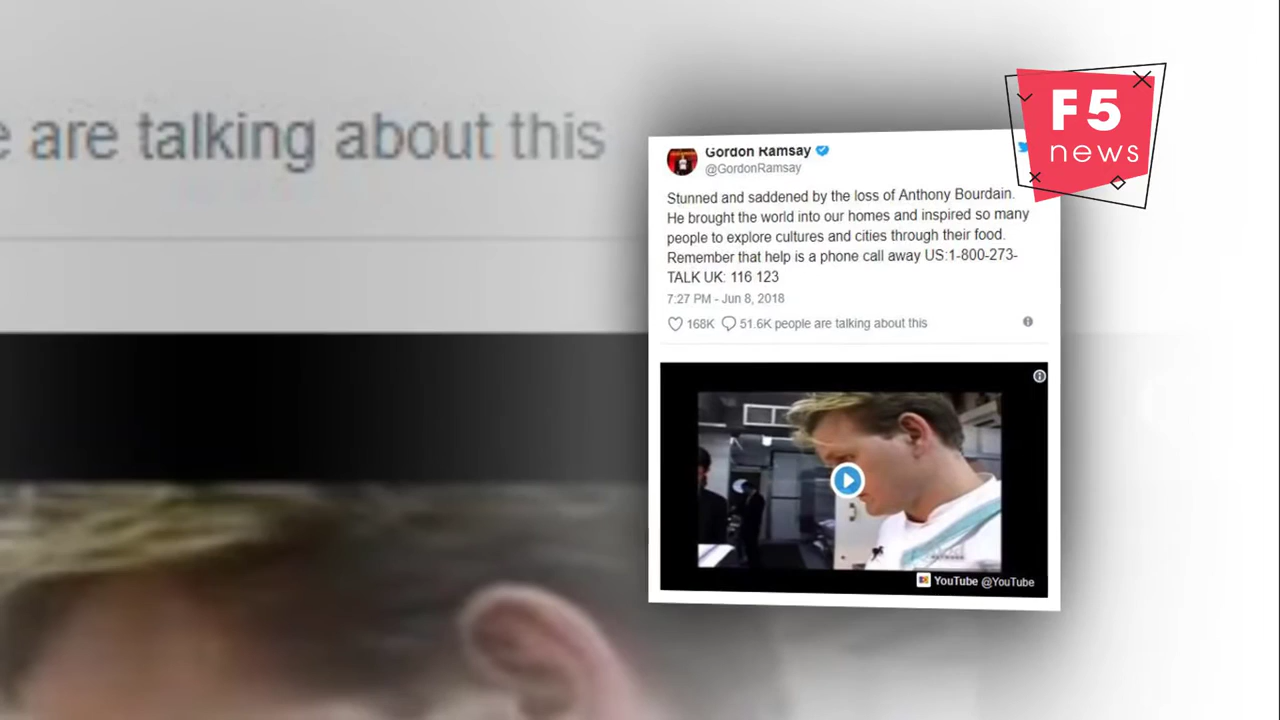 e are talking about this
F5
news
Gordon Ramsay
@GordonRamsay
Stunned and saddened by the loss of Anthony Bourdain.
He brought the world into our homes and inspired so many
people to explore cultures and cities through their food.
Remember that help is a phone call away US:1-800-273-
TALK UK: 116 123
7:27 PM - Jun 8, 2018
168K 51.6K people are talking about this
YouTube @YouTube